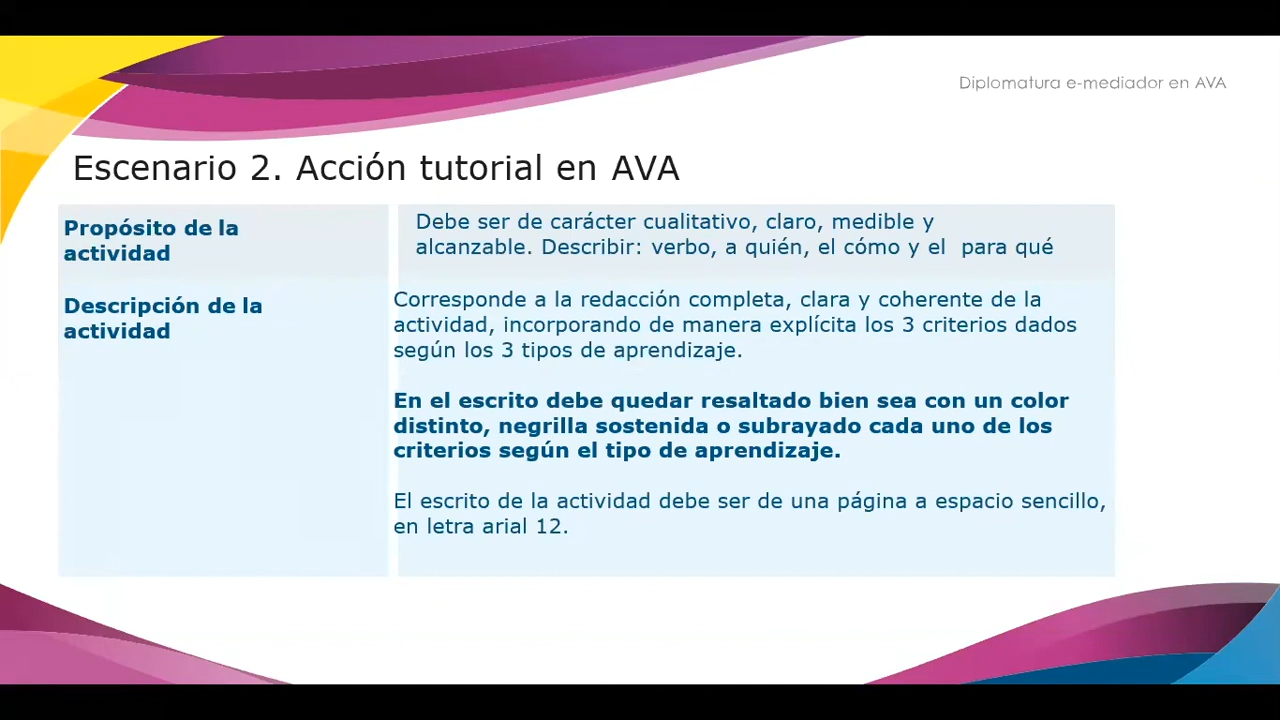 Diplomatura e-mediador en AVA
Escenario 2. Acción tutorial en AVA
Propósito de la
actividad
Debe ser de carácter cualitativo, claro, medible y
alcanzable. Describir: verbo, a quién, el cómo y el  para qué
Descripción de la
actividad
Corresponde a la redacción completa, clara y coherente de la
actividad, incorporando de manera explícita los 3 criterios dados
según los 3 tipos de aprendizaje.
En el escrito debe quedar resaltado bien sea con un color
distinto, negrilla sostenida o subrayado cada uno de los
criterios según el tipo de aprendizaje.
El escrito de la actividad debe ser de una página a espacio sencillo,
en letra arial 12.